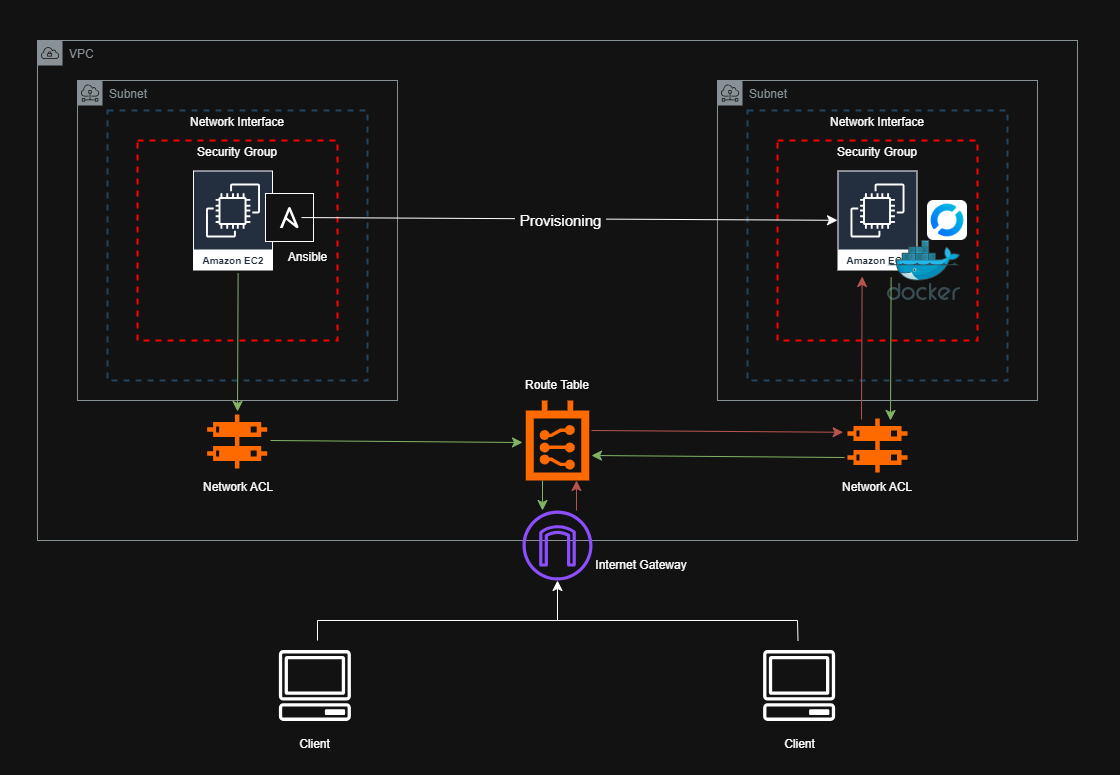 VPC
Subnet
Network Interface
Security Group
Amazon EC2
Ansible
Provisioning
Subnet
Network Interface
Security Group
Amazon
docker
Network ACL
Route Table
Network ACL
Internet Gateway
Client
Client